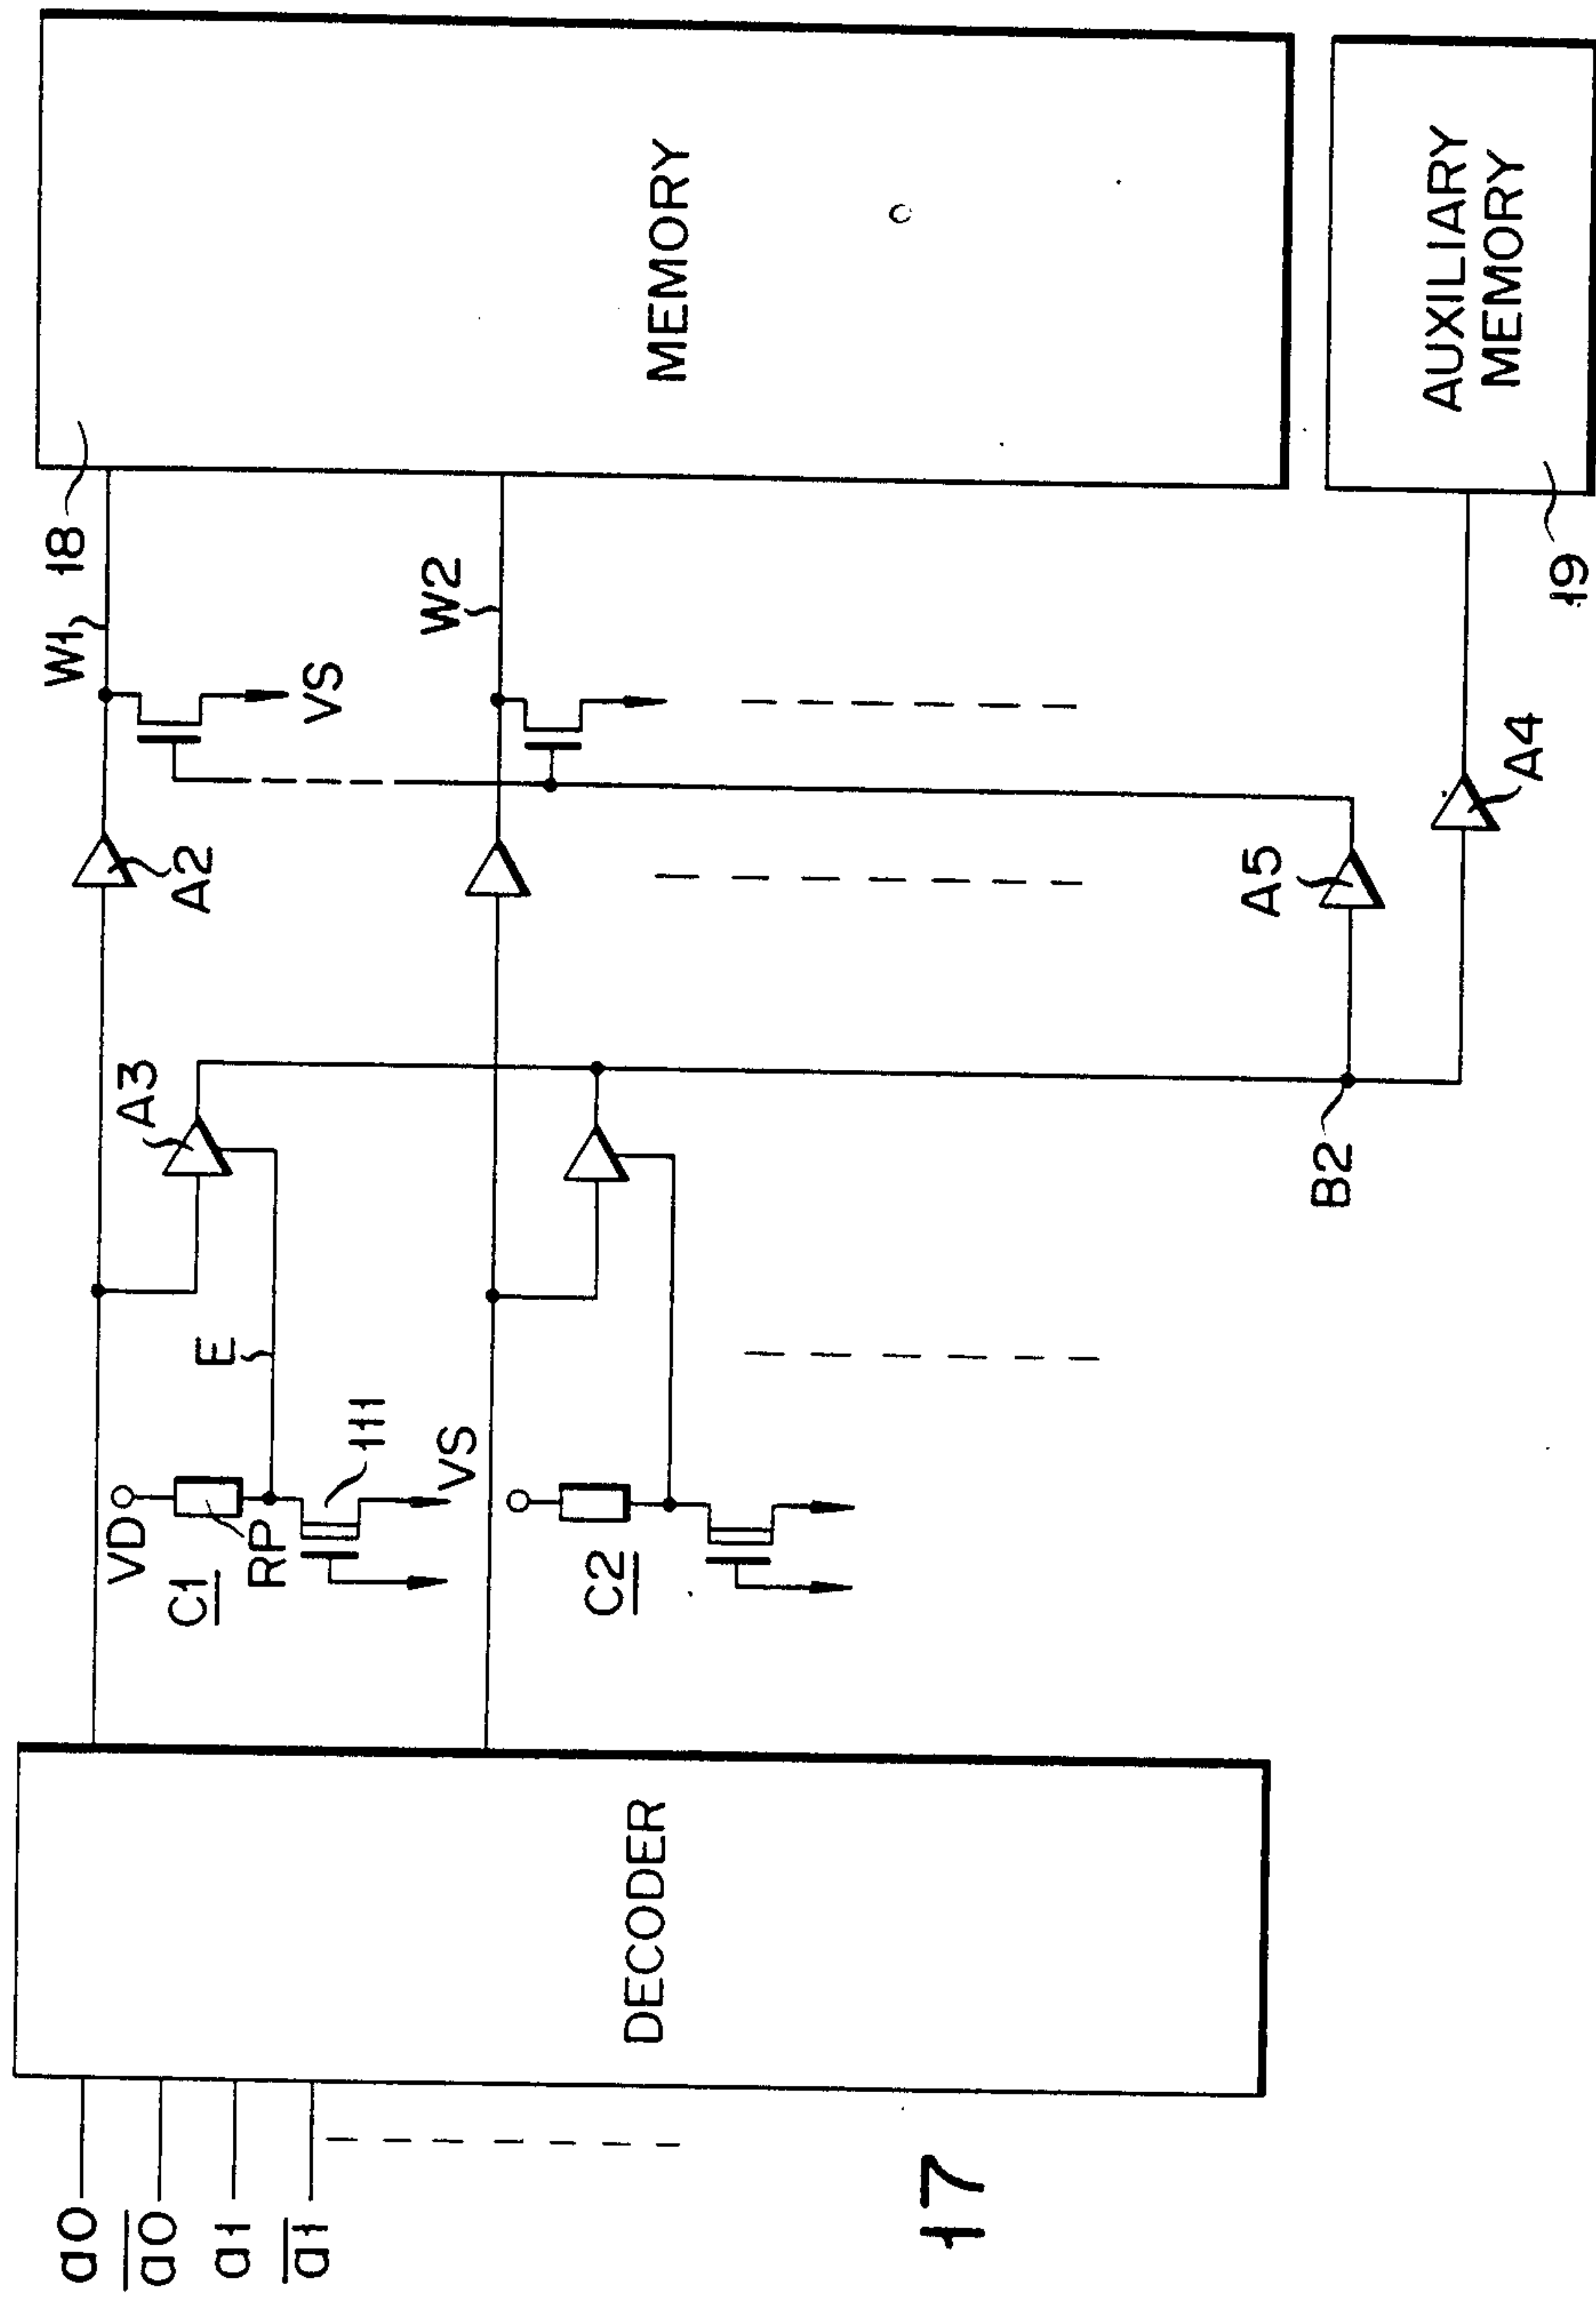 a0
a0
a1
a1
DECODER
VD
C1
RP
111
VS
C2
E
A3
B2
A2
A5
A4
VS
W1
18
W2
MEMORY
AUXILIARY
MEMORY
19
17